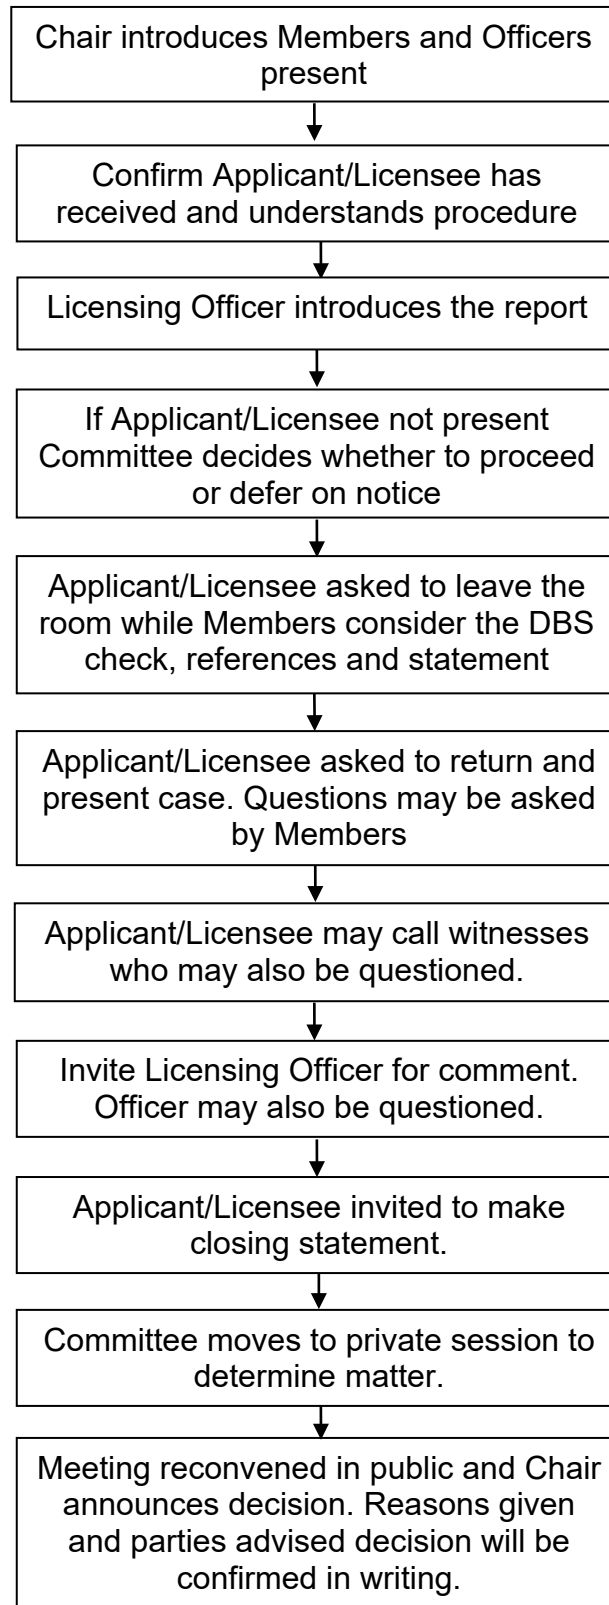 Chair introduces Members and Officers
present
Confirm Applicant/Licensee has
received and understands procedure
Licensing Officer introduces the report
If Applicant/Licensee not present
Committee decides whether to proceed
or defer on notice
Applicant/Licensee asked to leave the
room while Members consider the DBS
check, references and statement
Applicant/Licensee asked to return and
present case. Questions may be asked
by Members
Applicant/Licensee may call witnesses
who may also be questioned.
Invite Licensing Officer for comment.
Officer may also be questioned.
Applicant/Licensee invited to make
closing statement.
Committee moves to private session to
determine matter.
Meeting reconvened in public and Chair
announces decision. Reasons given
and parties advised decision will be
confirmed in writing.